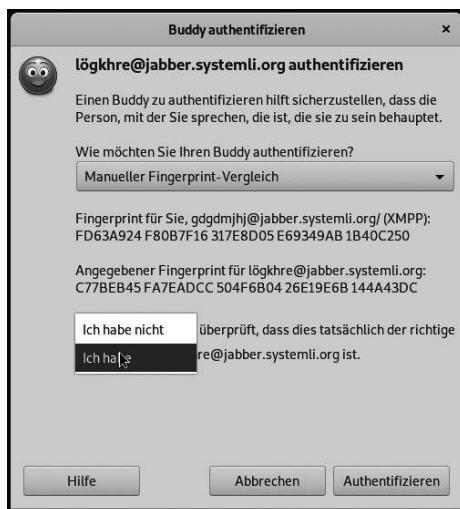 Buddy authentifizieren
lögkhre@jabber.systemli.org authentifizieren
Einen Buddy zu authentifizieren hilft sicherzustellen, dass die
Person, mit der Sie sprechen, die ist, die sie zu sein behauptet.
Wie möchten Sie Ihren Buddy authentifizieren?
Manueller Fingerprint-Vergleich
Fingerprint für Sie, gdgdmjhj@jabber.systemli.org/ (XMPP):
FD63A924 F80B7F16 317E8D05 E69349AB 1B40C250
Angegebener Fingerprint für lögkhre@jabber.systemli.org:
C77BEB45 FA7EADCC 504F6B04 26E19E6B 144A43DC
Ich habe nicht überprüft, dass dies tatsächlich der richtige
Ich habe re@jabber.systemli.org ist.
Hilfe Abbrechen Authentifizieren